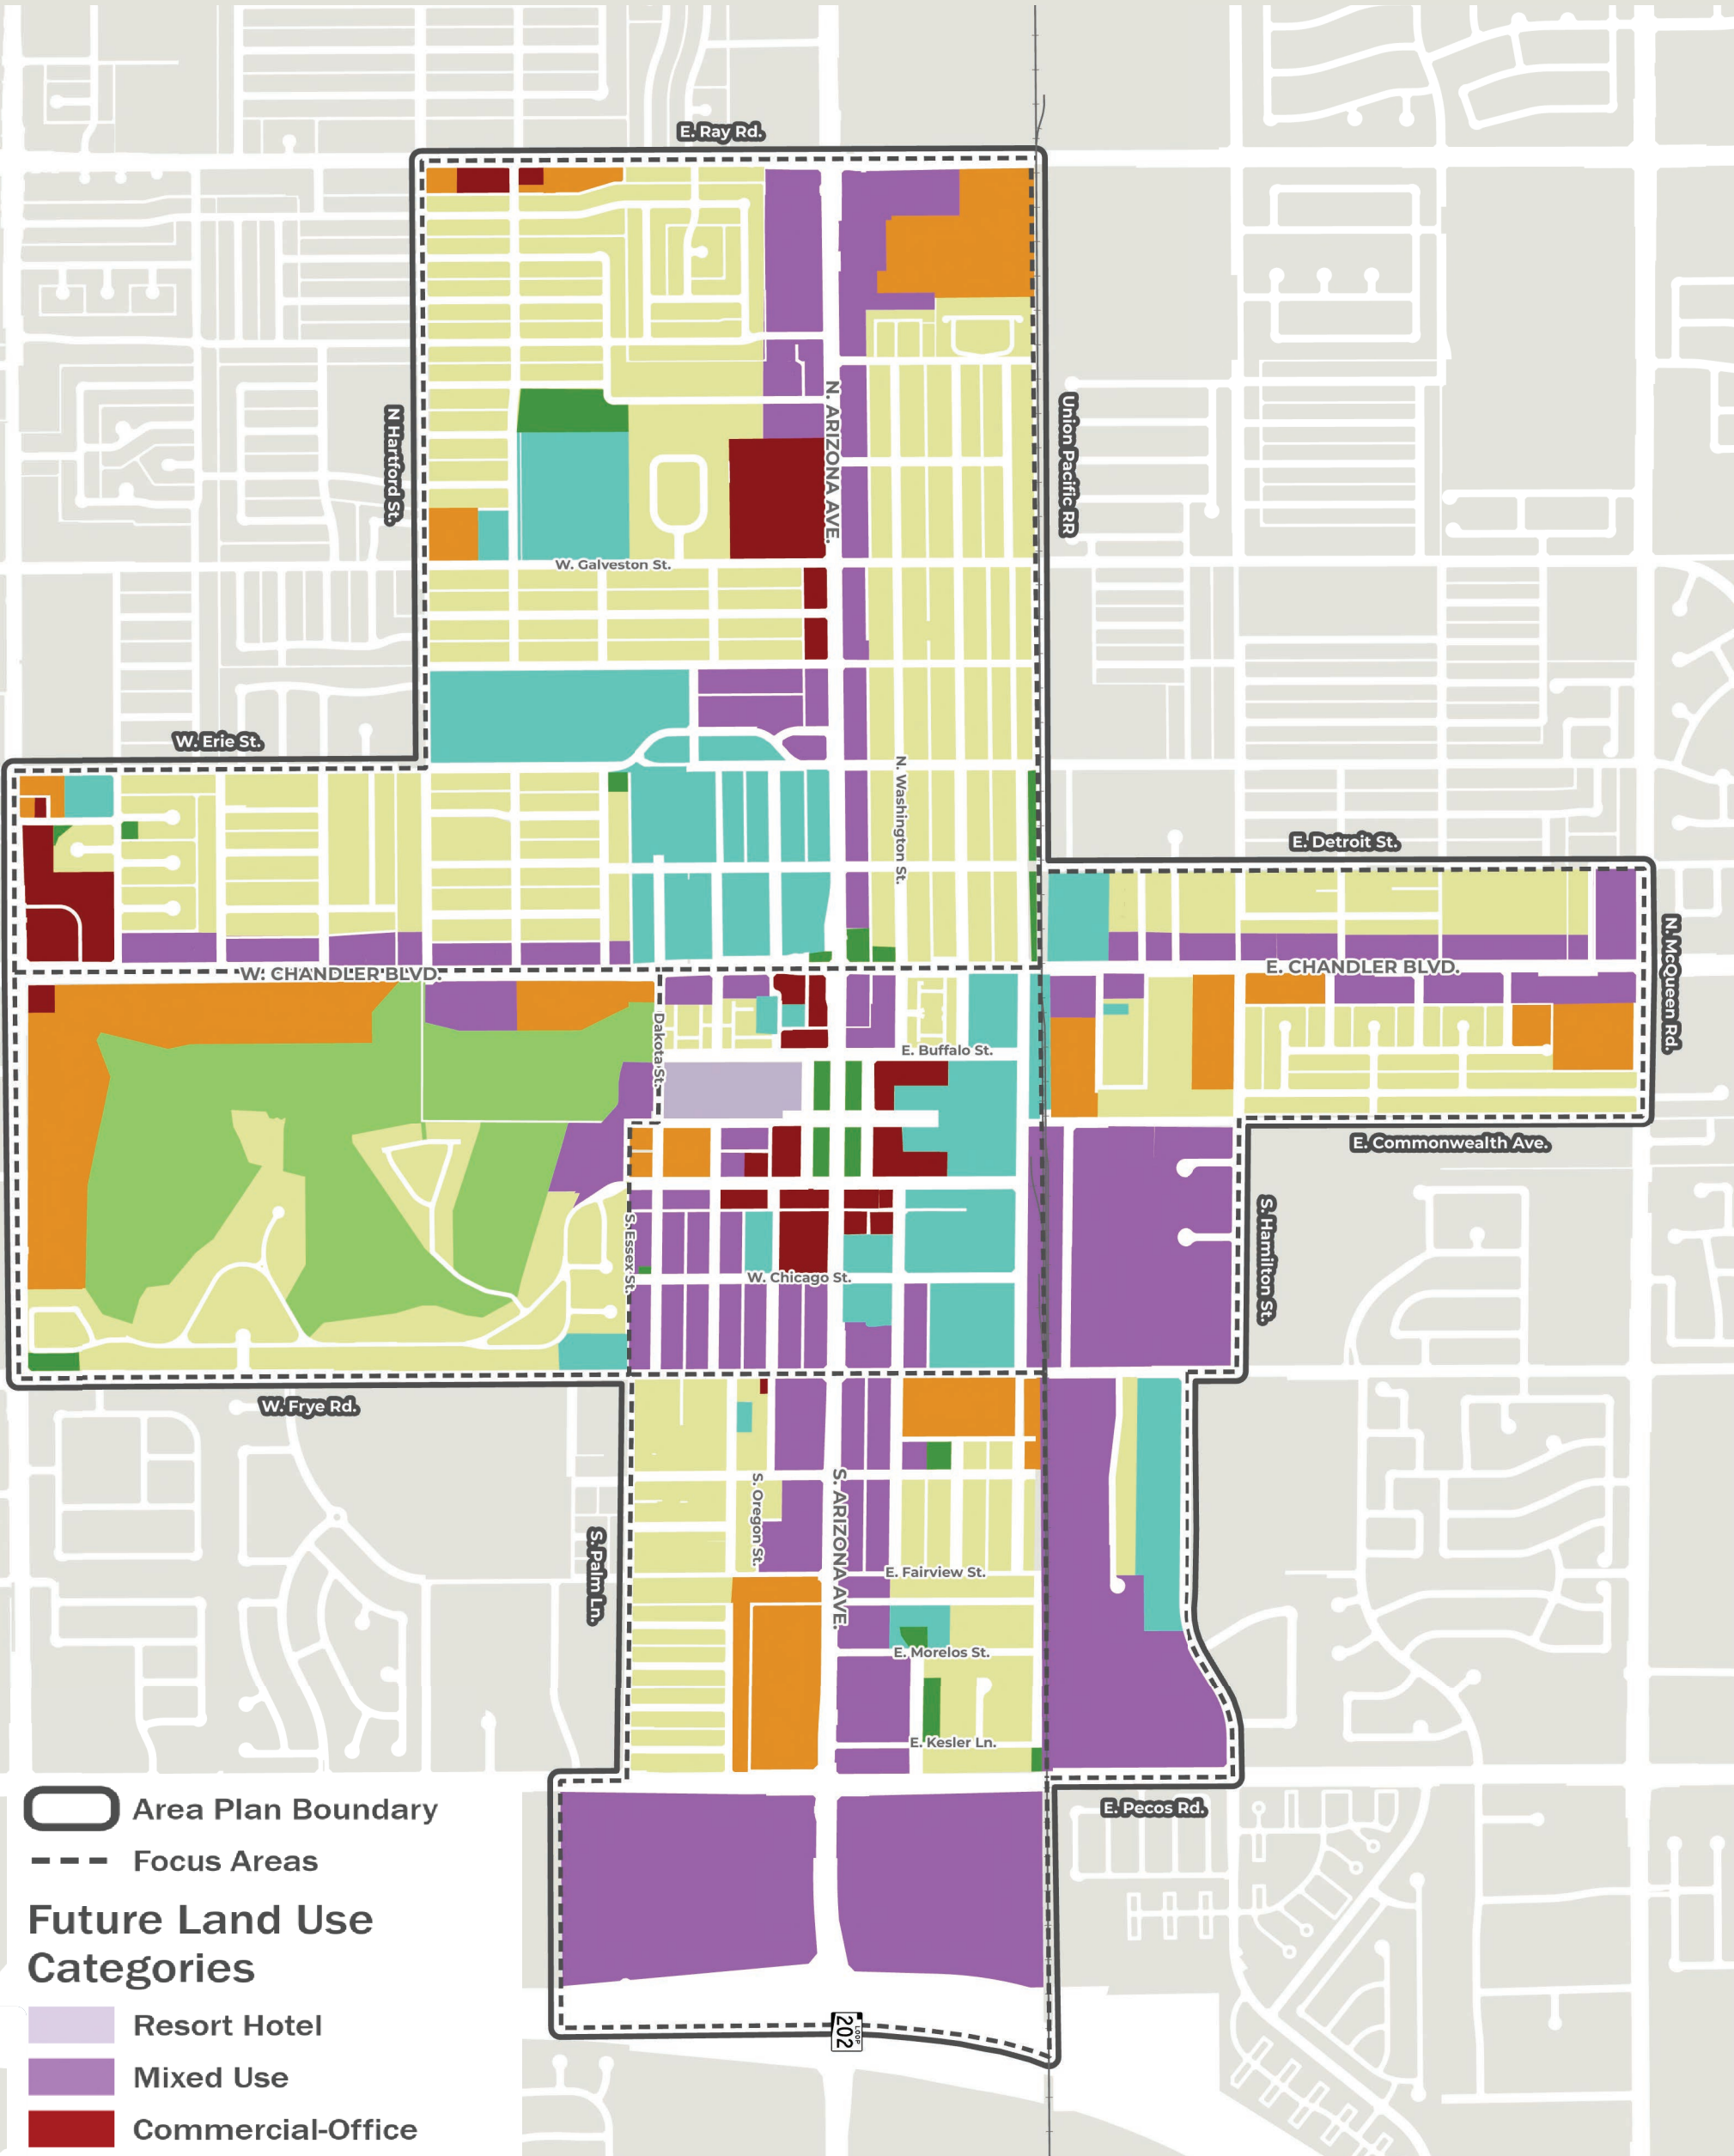 E. Ray Rd.
N Hartford St.
N. ARIZONA AVE.
Union Pacific RR
W. Galveston St.
W. Erie St.
N. Washington St.
E. Detroit St.
N. McQueen Rd.
W. CHANDLER BLVD.
E. CHANDLER BLVD.
Dakota St.
E. Buffalo St.
E. Commonwealth Ave.
S. Essex St.
S. Hamilton St.
W. Chicago St.
W. Frye Rd.
S. Oregon St.
S. ARIZONA AVE.
S. Palm Ln.
E. Fairview St.
E. Morelos St.
E. Kesler Ln.
E. Pecos Rd.
LOOP
202
Area Plan Boundary
Focus Areas
Future Land Use
Categories
Resort Hotel
Mixed Use
Commercial-Office